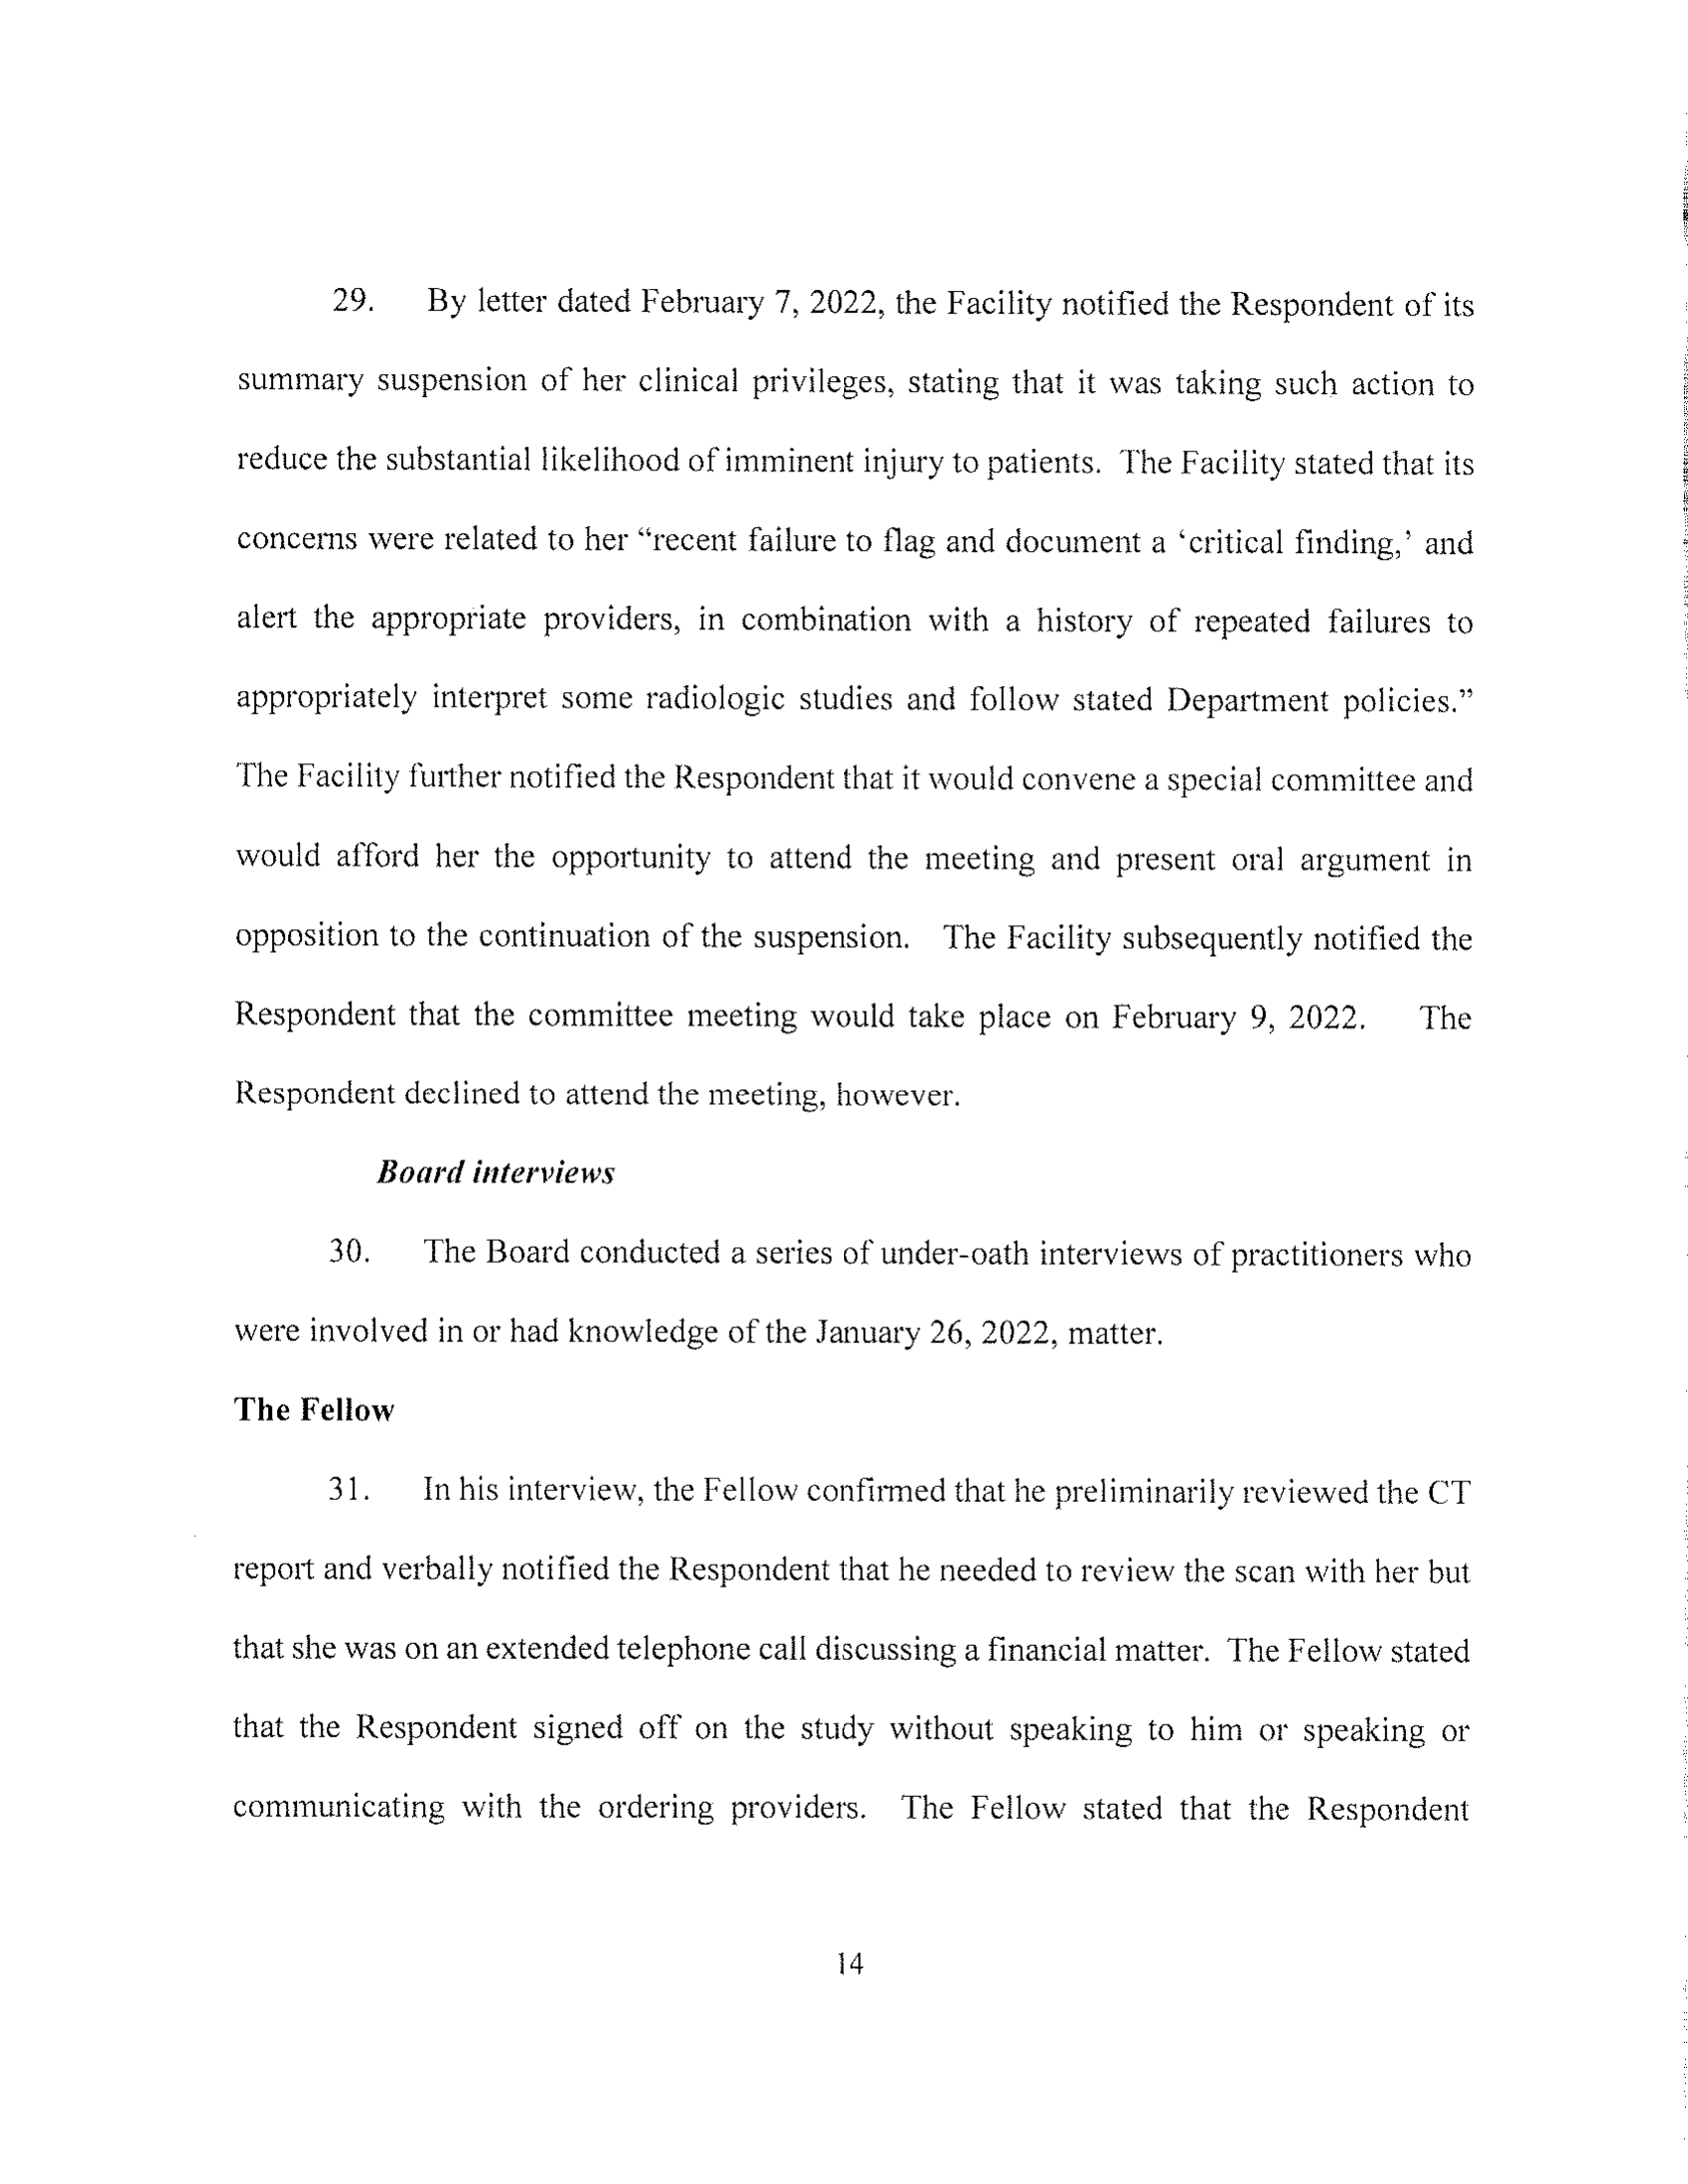 29. By letter dated February 7, 2022, the Facility notified the Respondent of its
summary suspension of her clinical privileges, stating that it was taking such action to
reduce the substantial likelihood of imminent injury to patients. The Facility stated that its
concerns were related to her “recent failure to flag and document a ‘critical finding,’ and
alert the appropriate providers, in combination with a history of repeated failures to
appropriately interpret some radiologic studies and follow stated Department policies.”
The Facility further notified the Respondent that it would convene a special committee and
would afford her the opportunity to attend the meeting and present oral argument in
opposition to the continuation of the suspension. The Facility subsequently notified the
Respondent that the committee meeting would take place on February 9, 2022. The
Respondent declined to attend the meeting, however.
Board interviews
30. The Board conducted a series of under-oath interviews of practitioners who
were involved in or had knowledge of the January 26, 2022, matter.
The Fellow
31. In his interview, the Fellow confirmed that he preliminarily reviewed the CT
report and verbally notified the Respondent that he needed to review the scan with her but
that she was on an extended telephone call discussing a financial matter. The Fellow stated
that the Respondent signed off on the study without speaking to him or speaking or
communicating with the ordering providers. The Fellow stated that the Respondent
14